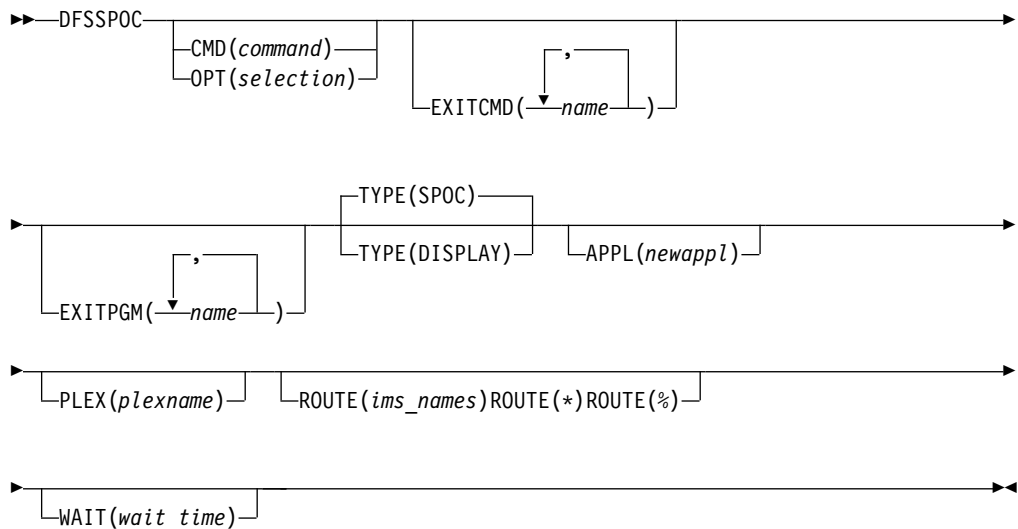 DFSSPOC
CMD(command)
OPT(selection)
,
EXITCMD( name )
,
EXITPGM( name )
TYPE(SPOC)
TYPE(DISPLAY)
APPL(newappl)
PLEX(plexname)
ROUTE(ims_names)ROUTE(*)ROUTE(%)
WAIT(wait time)